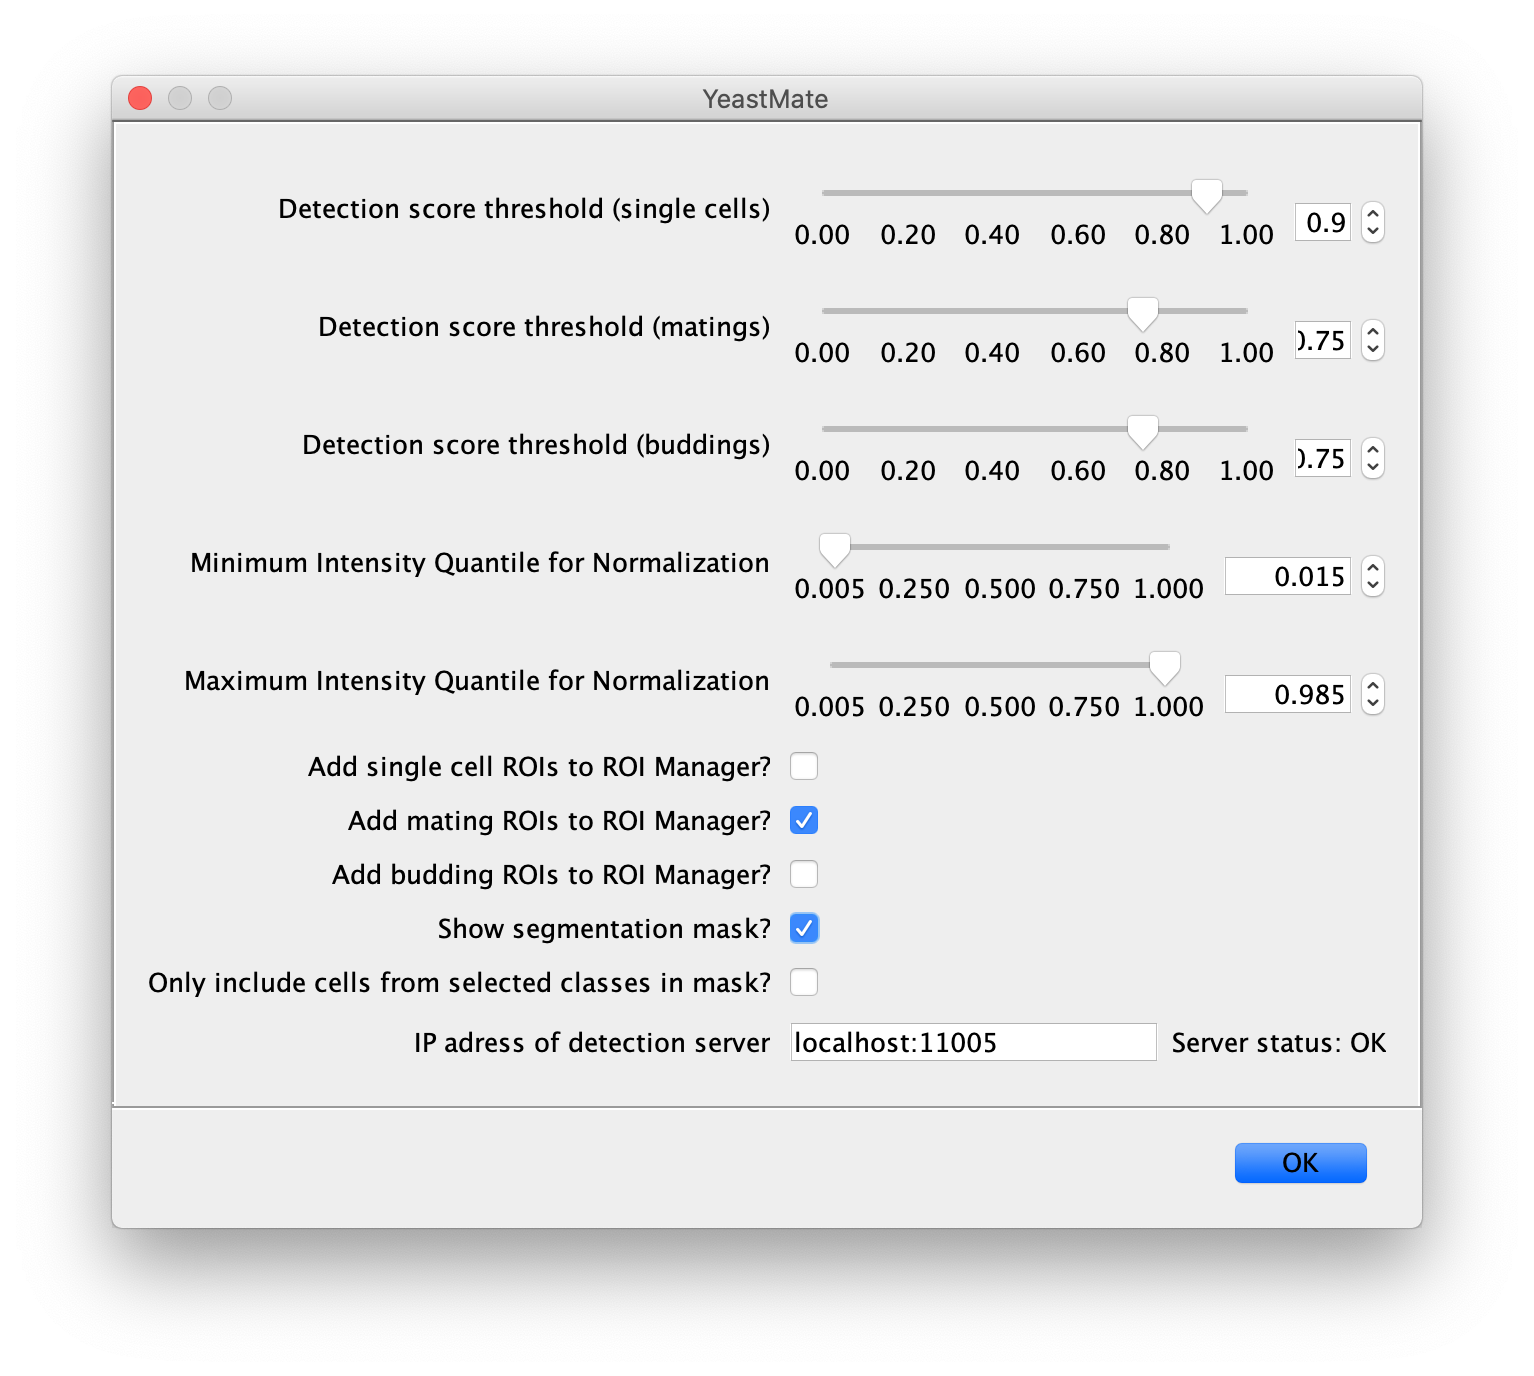 YeastMate
Detection score threshold (single cells)
0.00 0.20 0.40 0.60 0.80 1.00
0.9
Detection score threshold (matings)
0.00 0.20 0.40 0.60 0.80 1.00
0.75
Detection score threshold (buddings)
0.00 0.20 0.40 0.60 0.80 1.00
0.75
Minimum Intensity Quantile for Normalization
0.005 0.250 0.500 0.750 1.000
0.015
Maximum Intensity Quantile for Normalization
0.005 0.250 0.500 0.750 1.000
0.985
Add single cell ROIs to ROI Manager?
Add mating ROIs to ROI Manager?
Add budding ROIs to ROI Manager?
Show segmentation mask?
Only include cells from selected classes in mask?
IP adress of detection server localhost:11005 Server status: OK
OK